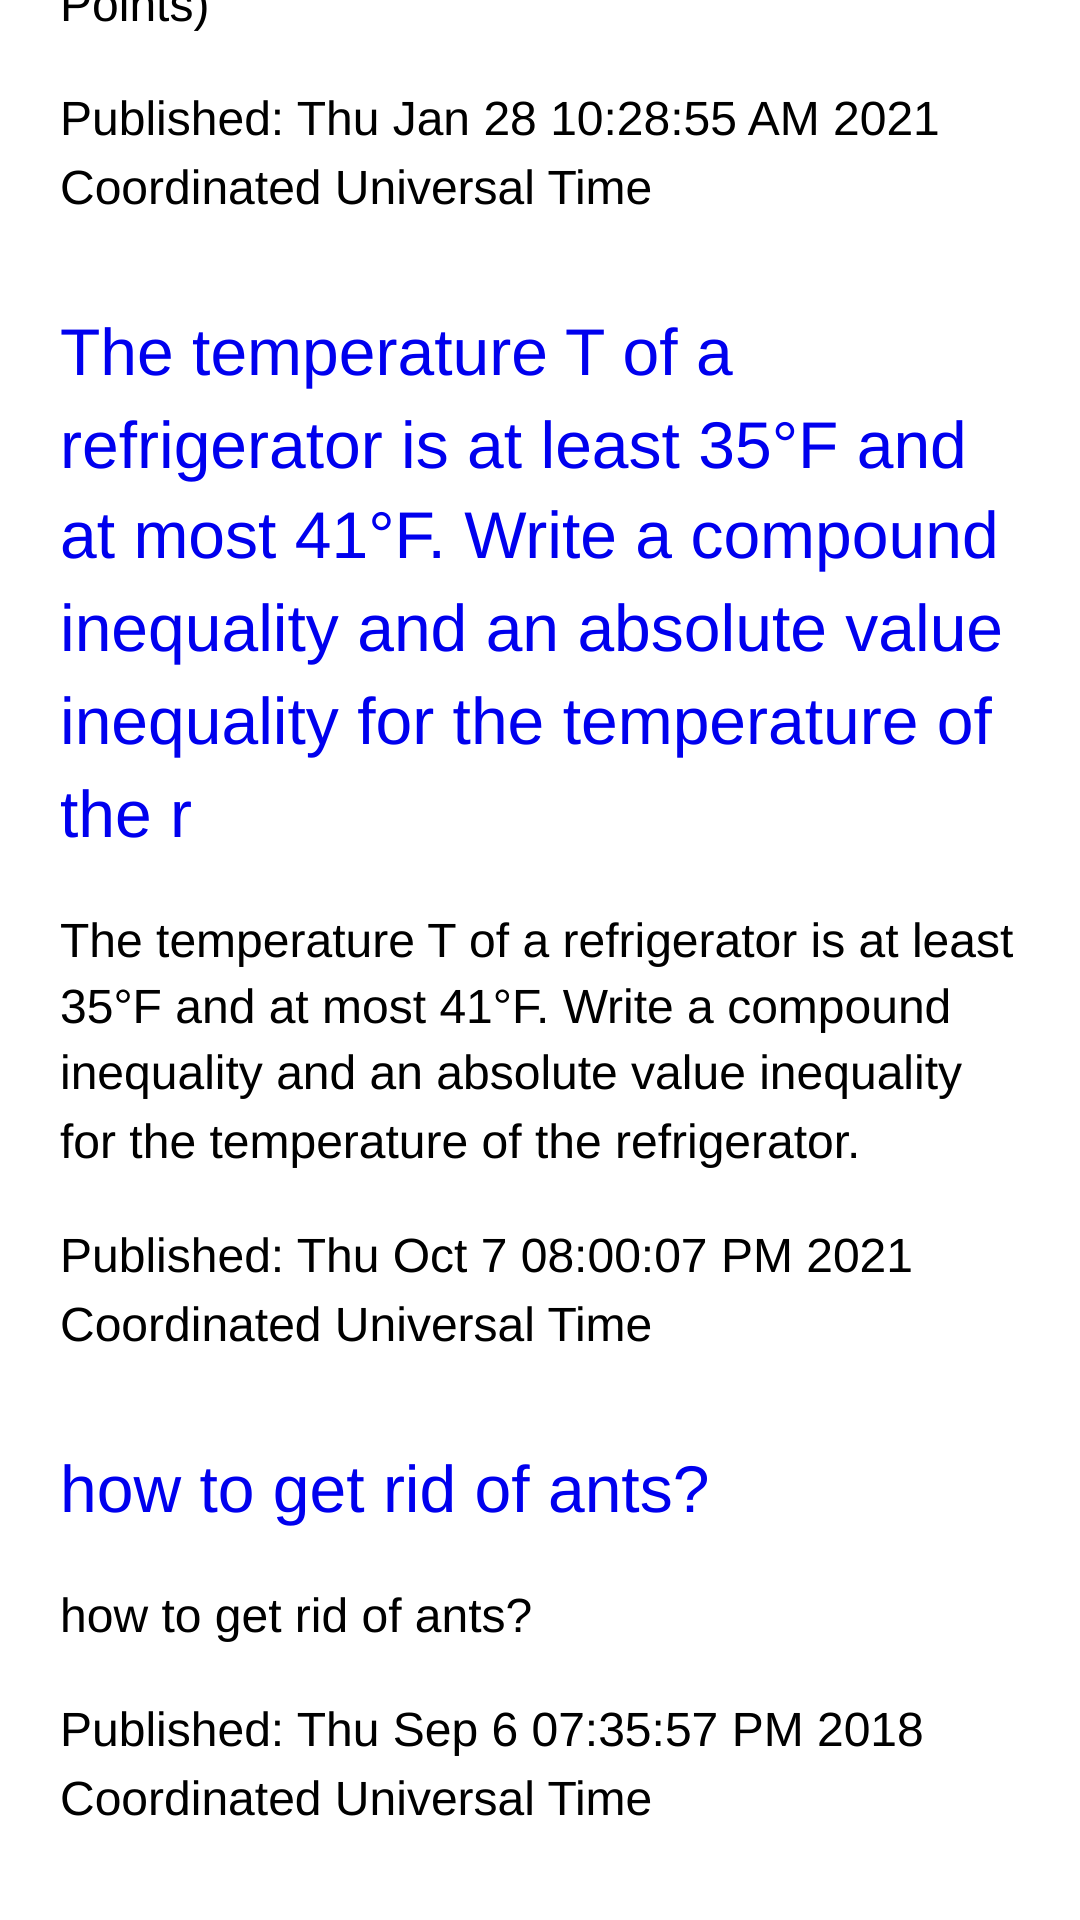 Points)
Published: Thu Jan 28 10:28:55 AM 2021
Coordinated Universal Time
The temperature T of a
refrigerator is at least 35°F and
at most 41°F. Write a compound
inequality and an absolute value
inequality for the temperature of
the r
The temperature T of a refrigerator is at least
35°F and at most 41°F. Write a compound
inequality and an absolute value inequality
for the temperature of the refrigerator.
Published: Thu Oct 7 08:00:07 PM 2021
Coordinated Universal Time
how to get rid of ants?
how to get rid of ants?
Published: Thu Sep 6 07:35:57 PM 2018
Coordinated Universal Time